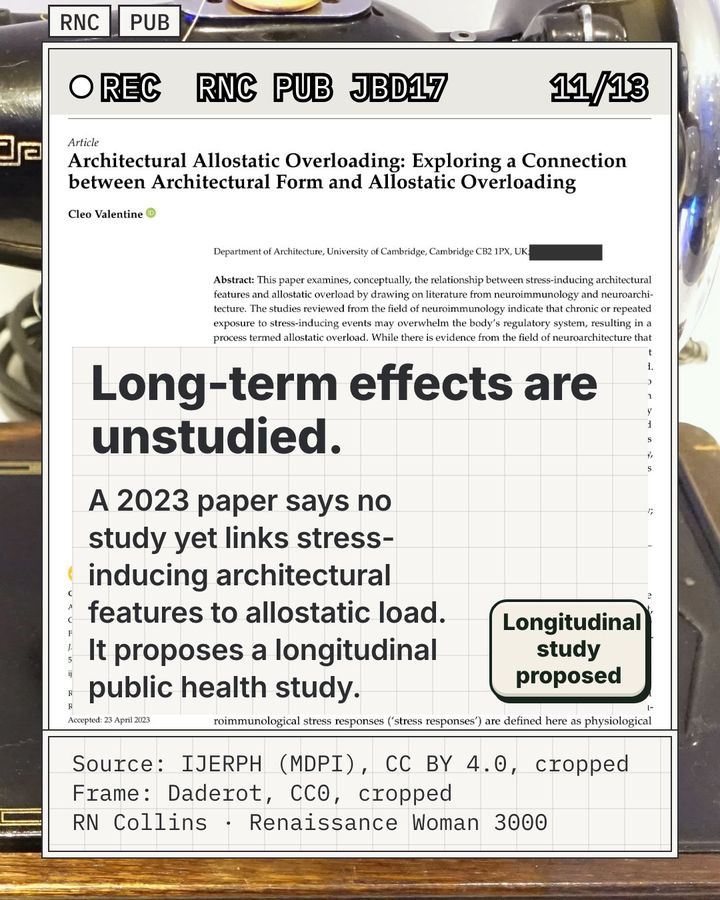 RNC PUB
REC RNC PUB JBD17 11/13
Article
Architectural Allostatic Overloading: Exploring a Connection
between Architectural Form and Allostatic Overloading
Cleo Valentine
Department of Architecture, University of Cambridge, Cambridge CB2 1PX, UK;
Abstract: This paper examines, conceptually, the relationship between stress-inducing architectural
features and allostatic overload by drawing on literature from neuroimmunology and neuroarchi-
tecture. The studies reviewed from the field of neuroimmunology indicate that chronic or repeated
exposure to stress-inducing events may overwhelm the body's regulatory system, resulting in a
process termed allostatic overload. While there is evidence from the field of neuroarchitecture that
Long-term effects are
unstudied.
A 2023 paper says no
study yet links stress-
inducing architectural
features to allostatic load.
It proposes a longitudinal
public health study.
Longitudinal
study
proposed
Accepted: 23 April 2023
roimmunological stress responses ('stress responses') are defined here as physiological
Source: IJERPH (MDPI), CC BY 4.0, cropped
Frame: Daderot, CC0, cropped
RN Collins · Renaissance Woman 3000